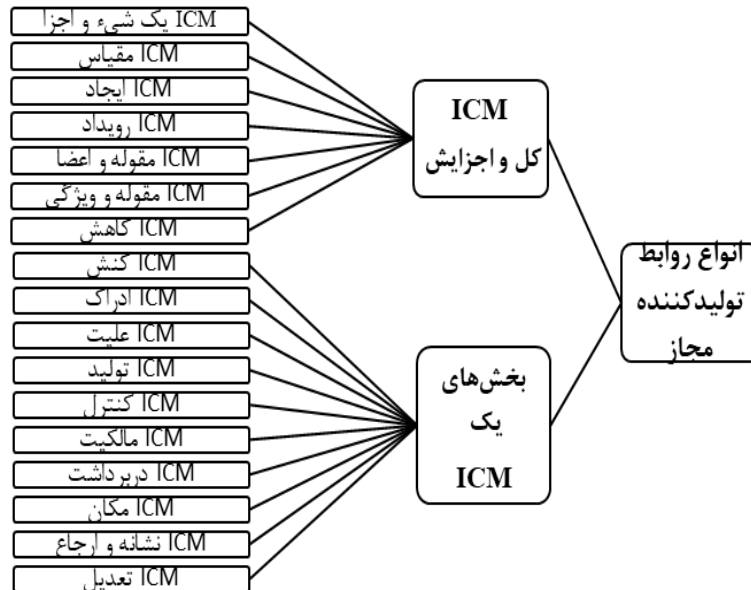 انواع روابط
تولیدکننده
مجاز
ICM
کل و اجزایش
ICM یک شیء و اجزا
ICM مقیاس
ICM ایجاد
ICM رویداد
ICM مقوله و اعضا
ICM مقوله و ویژگی
ICM کاهش
بخش‌های
یک
ICM
ICM کنش
ICM ادراک
ICM علیت
ICM تولید
ICM کنترل
ICM مالکیت
ICM دربرداشت
ICM مکان
ICM نشانه و ارجاع
ICM تعدیل